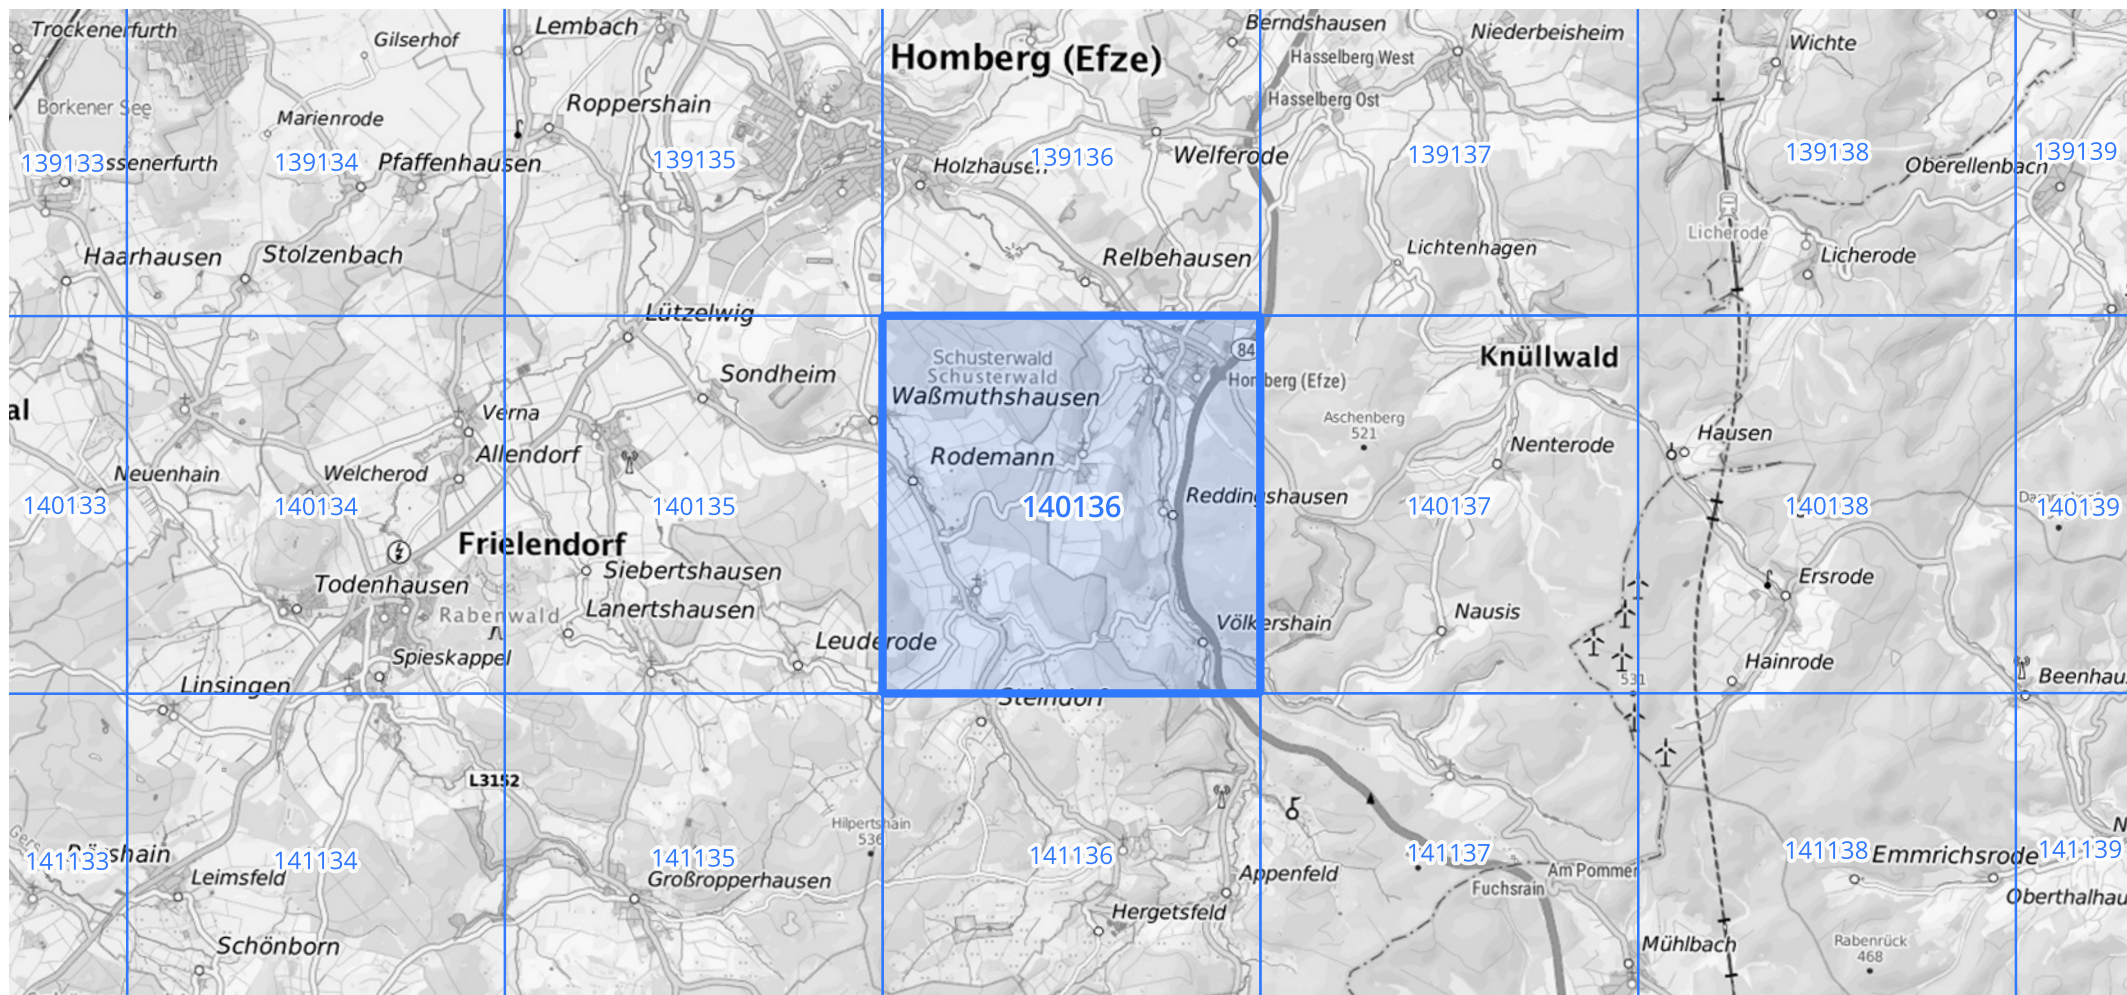 Trockenerfurth
Gilserhof
Lembach
Homberg (Efze)
Berndshausen
Hasselberg West
Niederbeisheim
Wichte
Borkener See
Marienrode
Roppershain
Hasselberg Ost
139133
ssenerfurth
139134
Pfaffenhausen
139135
Holzhausen
139136
Welferode
139137
139138
Oberellenbach
139139
Haarhausen
Stolzenbach
Relbehausen
Lichtenhagen
Licherode
Licherode
Lützelwig
Schusterwald
Schusterwald
84
Knüllwald
Sondheim
Waßmuthshausen
Homberg (Efze)
al
Verna
Aschenberg
521
Hausen
Neuenhain
Welcherod
Allendorf
Rodemann
Nenterode
140133
140134
140135
140136
Reddingshausen
140137
140138
140139
Frielendorf
Todenhausen
Siebertshausen
Ersrode
Rabenwald
Lanertshausen
Völkershain
Nausis
Leuderode
Spieskappel
Hainrode
Linsingen
531
Beenhau
Steindorf
L3152
Hilpertshain
536
141133
shain
141134
141135
141136
141137
141138
Emmrichsrode
141139
Leimsfeld
Großropperhausen
Appenfeld
Am Pommer
Fuchsrain
Oberthalhau
Hergetsfeld
Schönborn
Mühlbach
Rabenrück
468